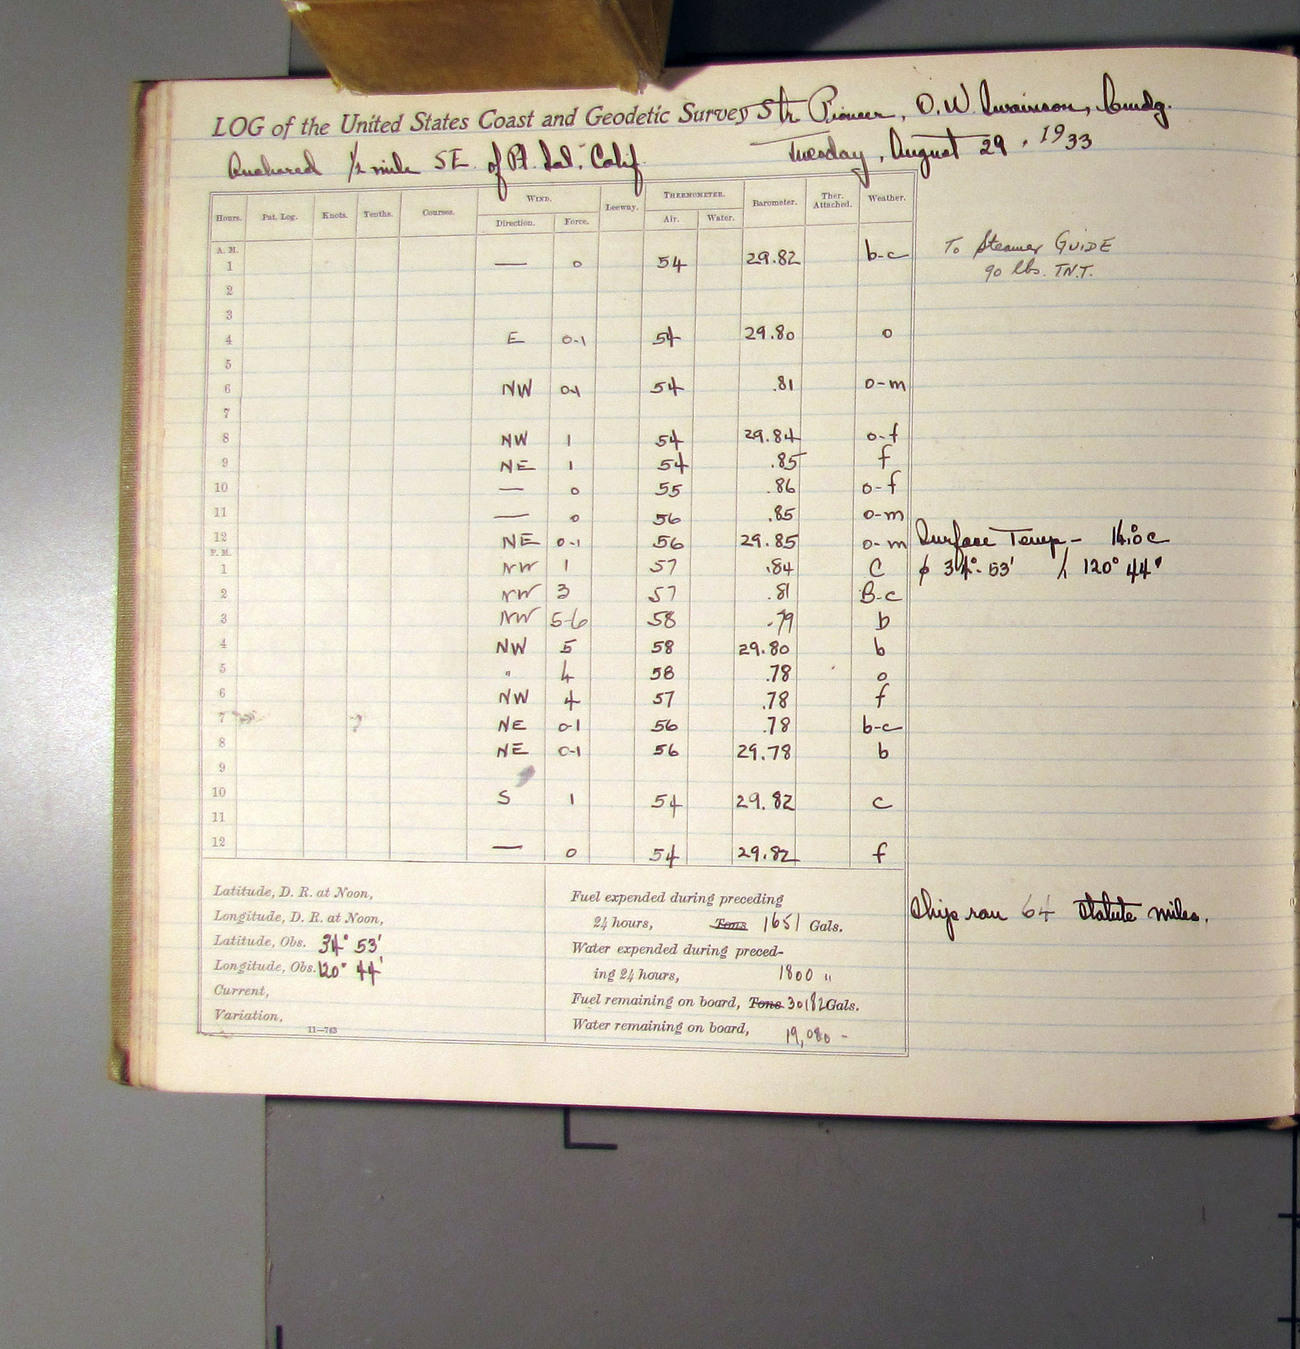 LOG of the United States Coast and Geodetic Survey Str Pioneer, O.W. Swainson, Comdg.
Anchored 1/2 mile SE. of Pt. Sal. Calif. Tuesday, August 29, 1933
Hours. Pat. Log. Knots. Tenths. Courses. WIND. Leeway. THERMOMETER. Barometer. Ther. Attached. Weather.
Direction. Force. Air. Water.
A. M.
1 — 0 54 29.82 b-c To Steamer GUIDE
2 90 lbs. TNT.
3
4 E 0-1 54 29.80 o
5
6 NW 0-1 54 .81 o-m
7
8 NW 1 54 29.84 o-f
9 NE 1 54 .85 f
10 — 0 55 .86 o-f
11 — 0 56 .85 o-m
12 NE 0-1 56 29.85 o-m Surface Temp - 14.0 c
P. M.
1 NW 1 57 .84 C ϕ 34°- 53' λ 120° 44'
2 NW 3 57 .81 B-c
3 NW 5-6 58 .79 b
4 NW 5 58 29.80 b
5 " 4 58 .78 o
6 NW 4 57 .78 f
7 NE 0-1 56 .78 b-c
8 NE 0-1 56 29.78 b
9
10 S 1 54 29.82 c
11
12 — 0 54 29.82 f
Latitude, D. R. at Noon,
Longitude, D. R. at Noon,
Latitude, Obs. 34° 53'
Longitude, Obs. 120° 44'
Current,
Variation,
11—763
Fuel expended during preceding
24 hours, Tons 1651 Gals.
Water expended during preced-
ing 24 hours, 1800 "
Fuel remaining on board, Tons 30182 Gals.
Water remaining on board, 19,080 -
Ship ran 64 statute miles.